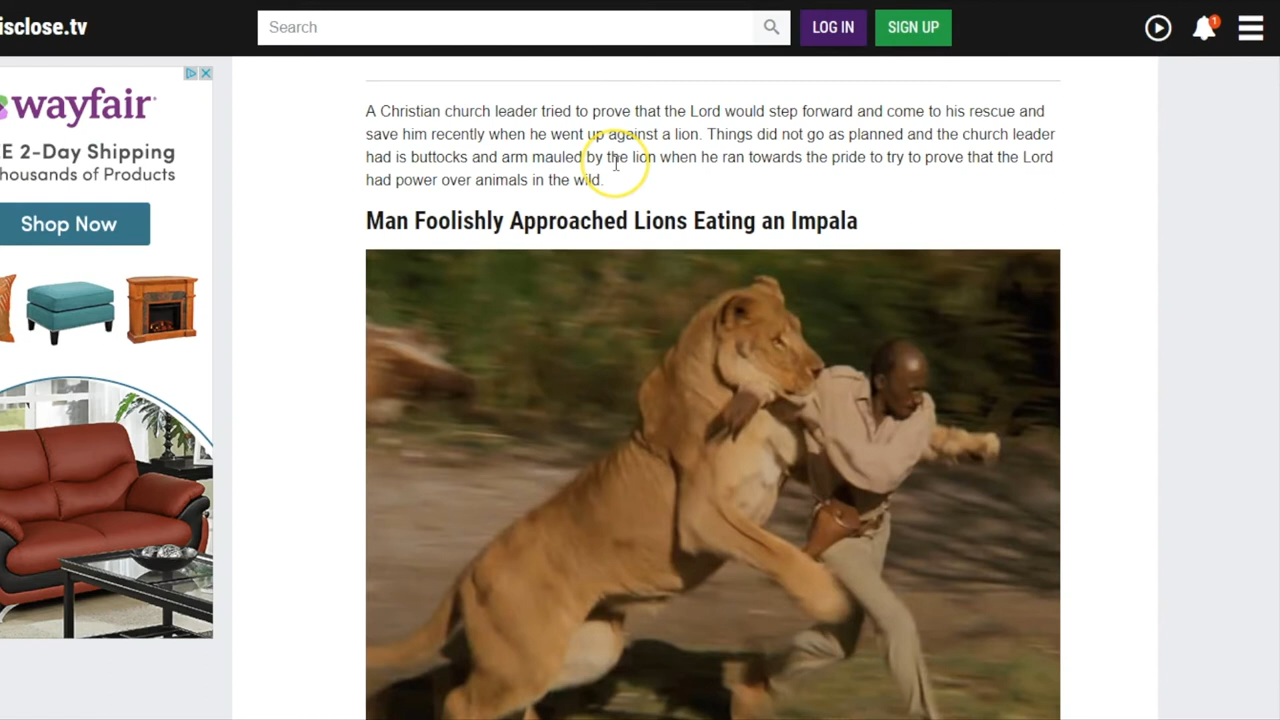 isclose.tv
Search
LOG IN
SIGN UP
1
wayfair
E 2-Day Shipping
housands of Products
Shop Now
A Christian church leader tried to prove that the Lord would step forward and come to his rescue and
save him recently when he went up against a lion. Things did not go as planned and the church leader
had is buttocks and arm mauled by the lion when he ran towards the pride to try to prove that the Lord
had power over animals in the wild.
Man Foolishly Approached Lions Eating an Impala